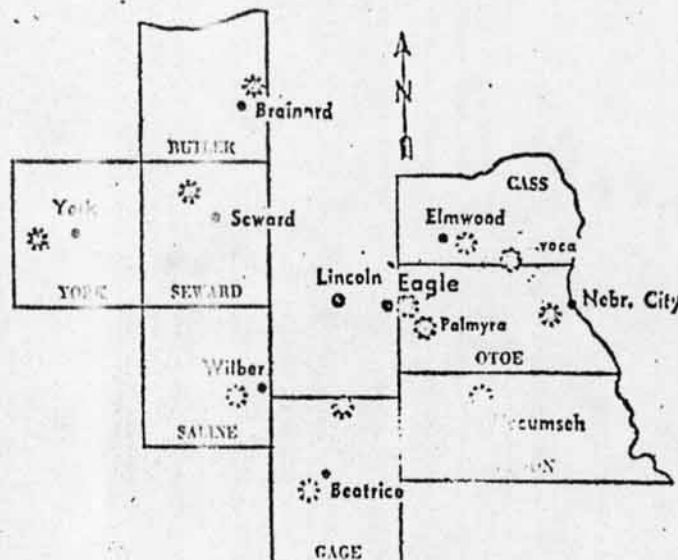 N
Brainard
BUTLER
CASS
York
Seward
Elmwood
YORK
SEWARD
Lincoln
Eagle
Nebr. City
Palmyra
OTOE
Wilber
SALINE
Beatrice
GAGE